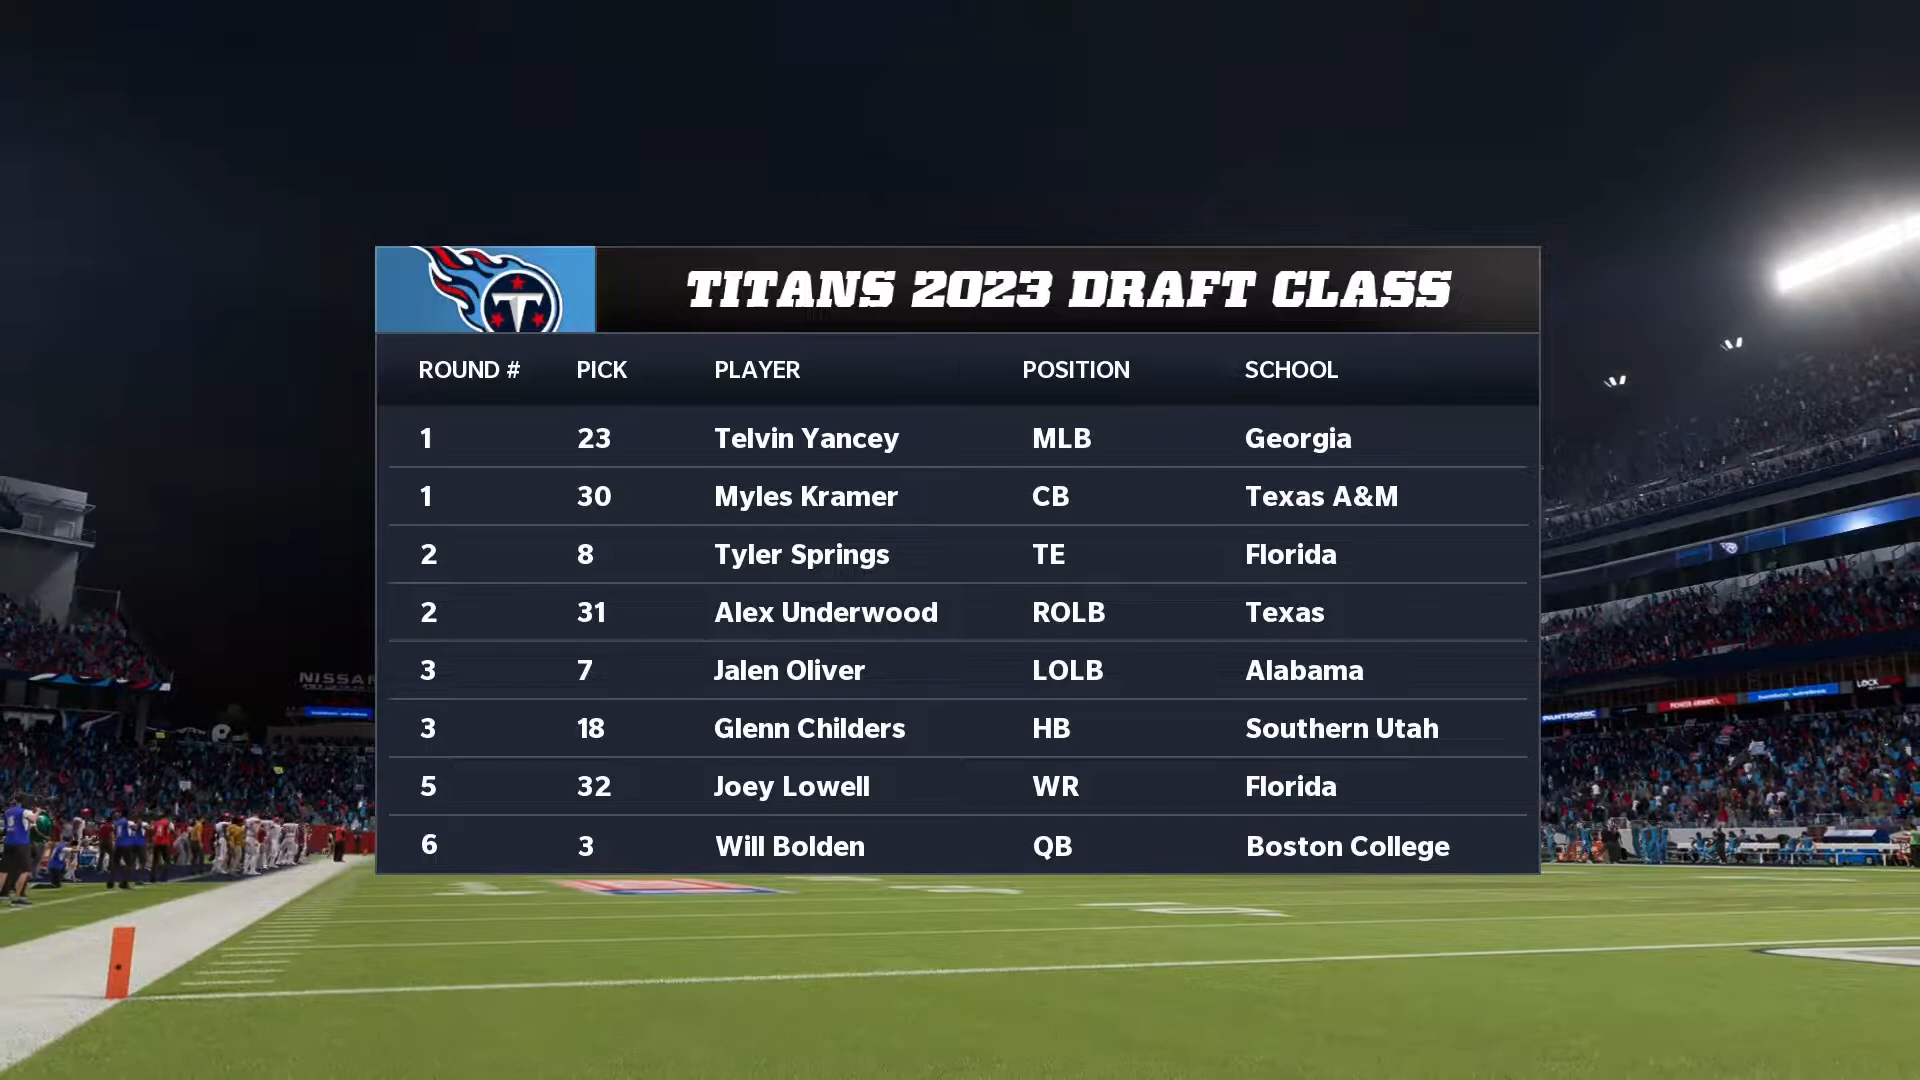 TITANS 2023 DRAFT CLASS
ROUND # PICK PLAYER POSITION SCHOOL
1 23 Telvin Yancey MLB Georgia
1 30 Myles Kramer CB Texas A&M
2 8 Tyler Springs TE Florida
2 31 Alex Underwood ROLB Texas
3 7 Jalen Oliver LOLB Alabama
3 18 Glenn Childers HB Southern Utah
5 32 Joey Lowell WR Florida
6 3 Will Bolden QB Boston College
NISSAN
LOCK